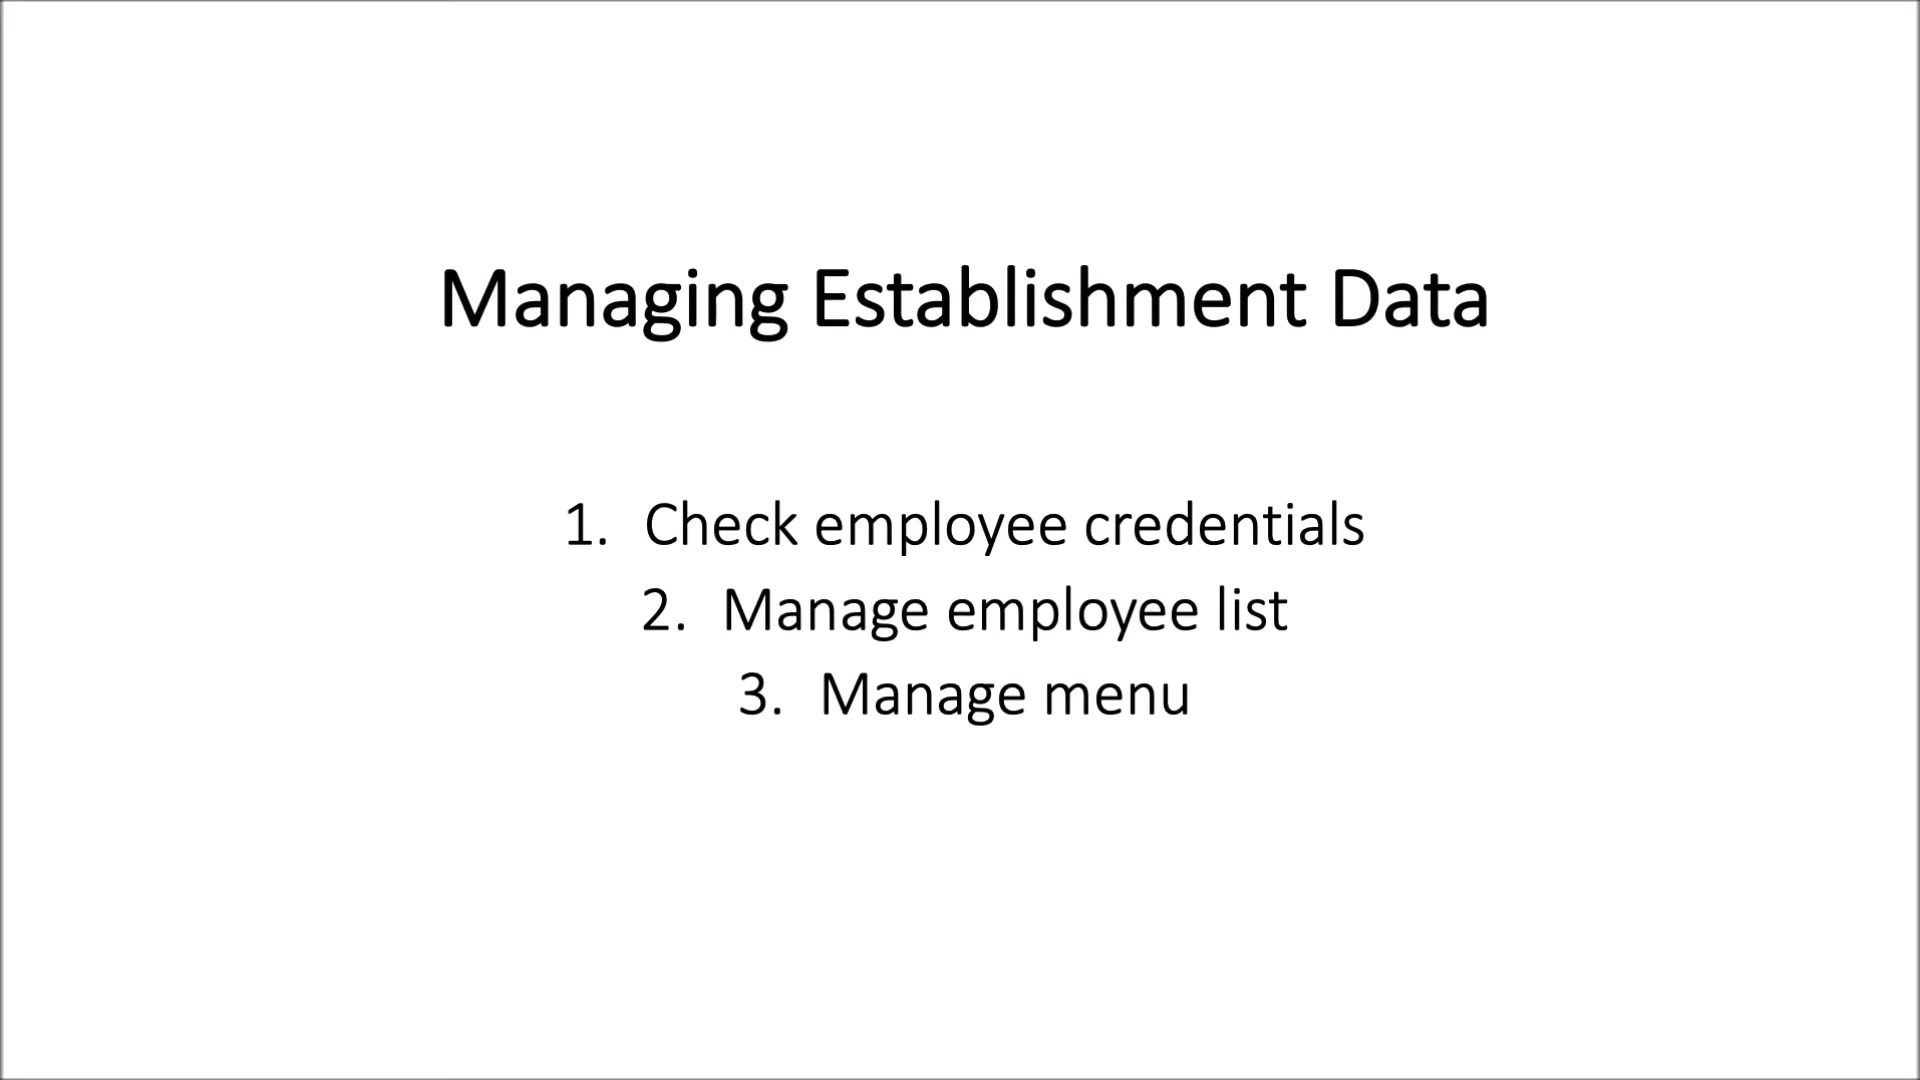 Managing Establishment Data
1. Check employee credentials
2. Manage employee list
3. Manage menu